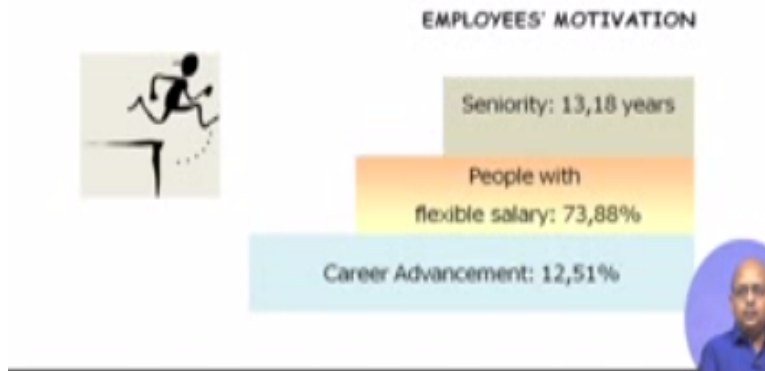 EMPLOYEES' MOTIVATION
Seniority: 13,18 years
People with
flexible salary: 73,88%
Career Advancement: 12,51%